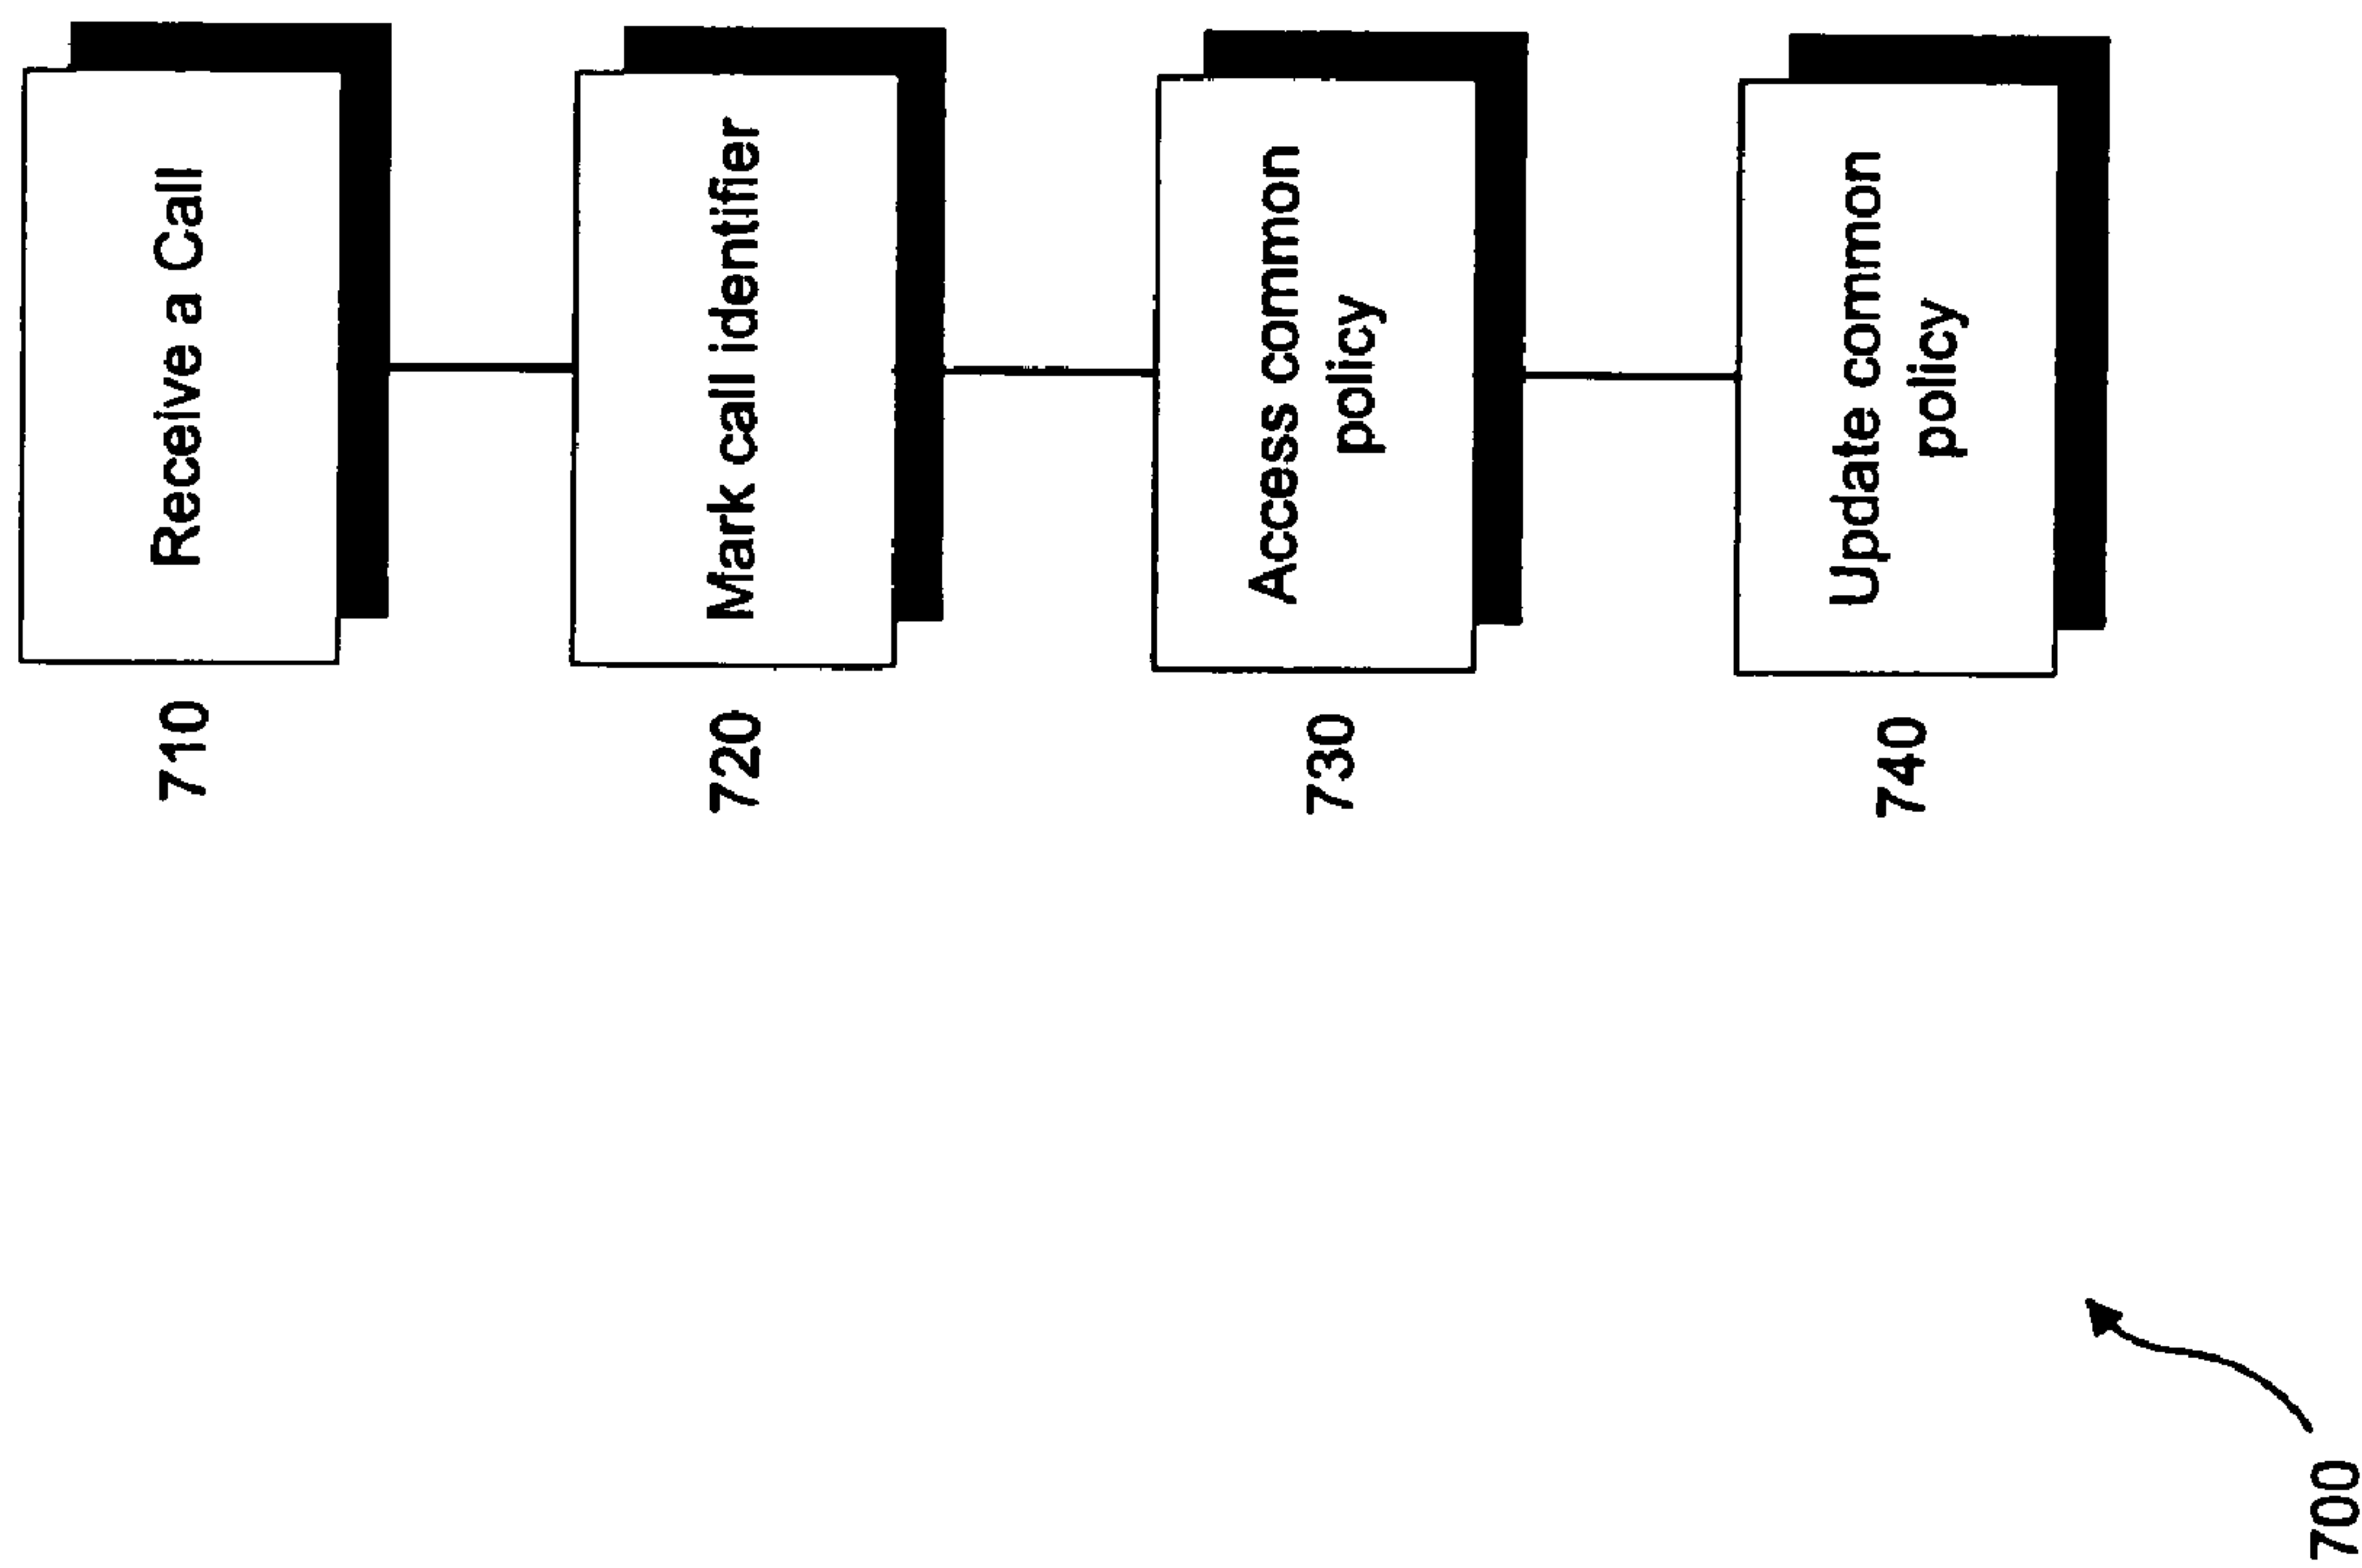 710
Receive a Call
720
Mark call identifier
730
Access common
policy
740
Update common
policy
700